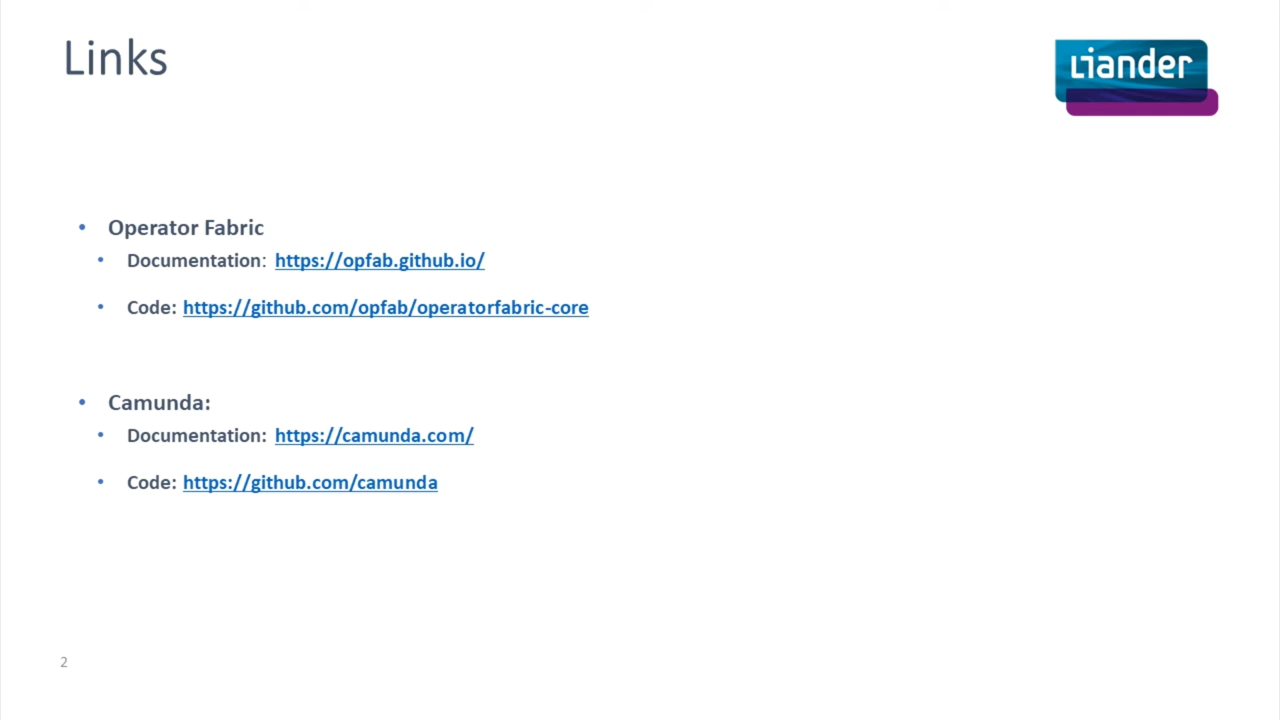 Links
Liander
Operator Fabric
Documentation: https://opfab.github.io/
Code: https://github.com/opfab/operatorfabric-core
Camunda:
Documentation: https://camunda.com/
Code: https://github.com/camunda
2